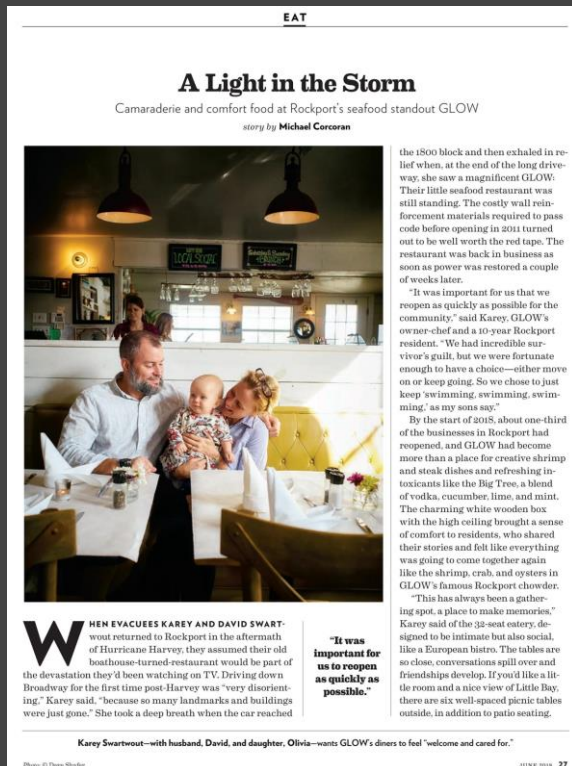 EAT
A Light in the Storm
Camaraderie and comfort food at Rockport's seafood standout GLOW
story by Michael Corcoran
LOCAL SOCIAL
WHEN EVACUEES KAREY AND DAVID SWART-
wout returned to Rockport in the aftermath
of Hurricane Harvey, they assumed their old
boathouse-turned-restaurant would be part of
the devastation they'd been watching on TV. Driving down
Broadway for the first time post-Harvey was “very disorient-
ing,” Karey said, “because so many landmarks and buildings
were just gone.” She took a deep breath when the car reached
“It was
important for
us to reopen
as quickly as
possible.”
the 1800 block and then exhaled in re-
lief when, at the end of the long drive-
way, she saw a magnificent GLOW:
Their little seafood restaurant was
still standing. The costly wall rein-
forcement materials required to pass
code before opening in 2011 turned
out to be well worth the red tape. The
restaurant was back in business as
soon as power was restored a couple
of weeks later.
“It was important for us that we
reopen as quickly as possible for the
community,” said Karey, GLOW's
owner-chef and a 10-year Rockport
resident. “We had incredible sur-
vivor's guilt, but we were fortunate
enough to have a choice—either move
on or keep going. So we chose to just
keep ‘swimming, swimming, swim-
ming,’ as my sons say.”
By the start of 2018, about one-third
of the businesses in Rockport had
reopened, and GLOW had become
more than a place for creative shrimp
and steak dishes and refreshing in-
toxicants like the Big Tree, a blend
of vodka, cucumber, lime, and mint.
The charming white wooden box
with the high ceiling brought a sense
of comfort to residents, who shared
their stories and felt like everything
was going to come together again
like the shrimp, crab, and oysters in
GLOW's famous Rockport chowder.
“This has always been a gather-
ing spot, a place to make memories,”
Karey said of the 32-seat eatery, de-
signed to be intimate but also social,
like a European bistro. The tables are
so close, conversations spill over and
friendships develop. If you'd like a lit-
tle room and a nice view of Little Bay,
there are six well-spaced picnic tables
outside, in addition to patio seating.
Karey Swartwout—with husband, David, and daughter, Olivia—wants GLOW's diners to feel “welcome and cared for.”
Photo: © Dave Shafer
JUNE 2018 27